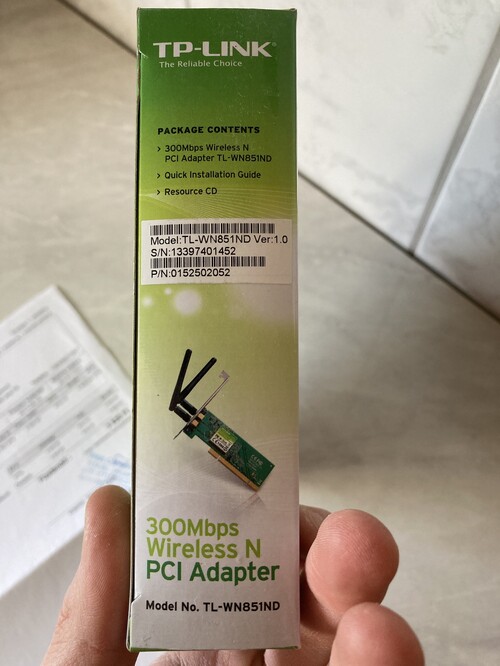 TP-LINK
The Reliable Choice
PACKAGE CONTENTS
› 300Mbps Wireless N
PCI Adapter TL-WN851ND
› Quick Installation Guide
› Resource CD
Model:TL-WN851ND Ver:1.0
S/N:13397401452
P/N:0152502052
300Mbps
Wireless N
PCI Adapter
Model No. TL-WN851ND